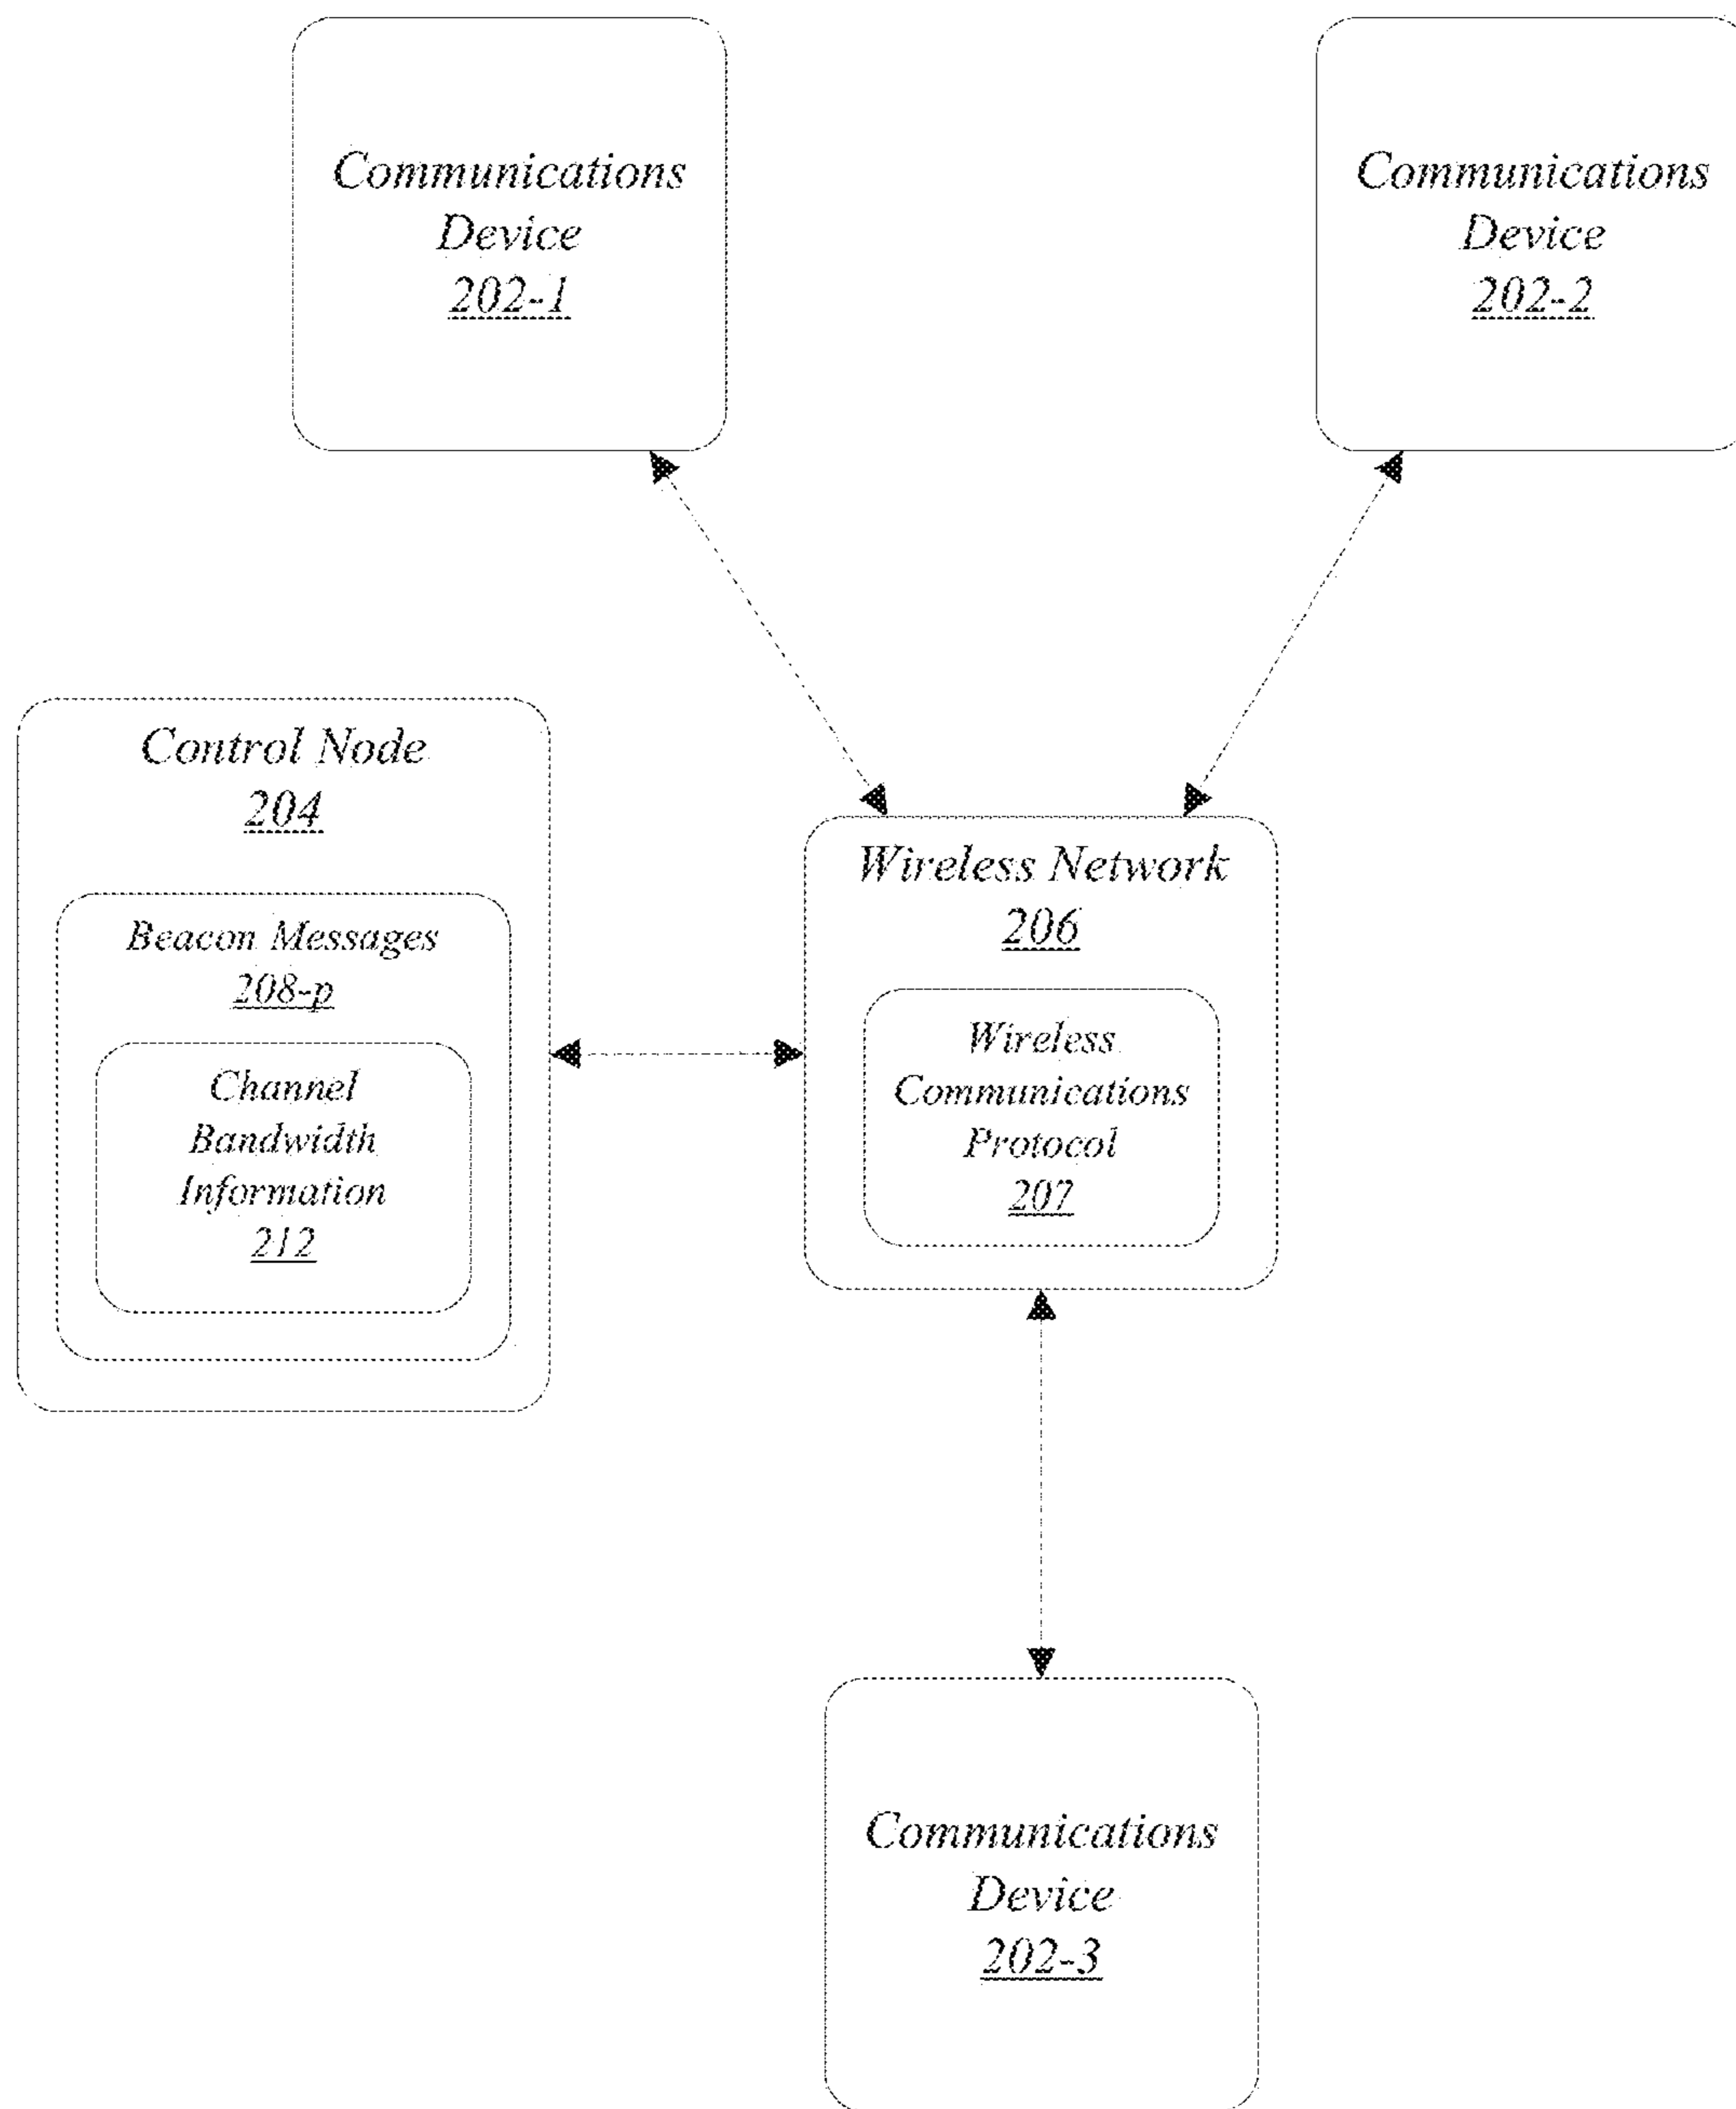 Communications
Device
202-1
Communications
Device
202-2
Control Node
204
Beacon Messages
208-p
Channel
Bandwidth
Information
212
Wireless Network
206
Wireless
Communications
Protocol
207
Communications
Device
202-3